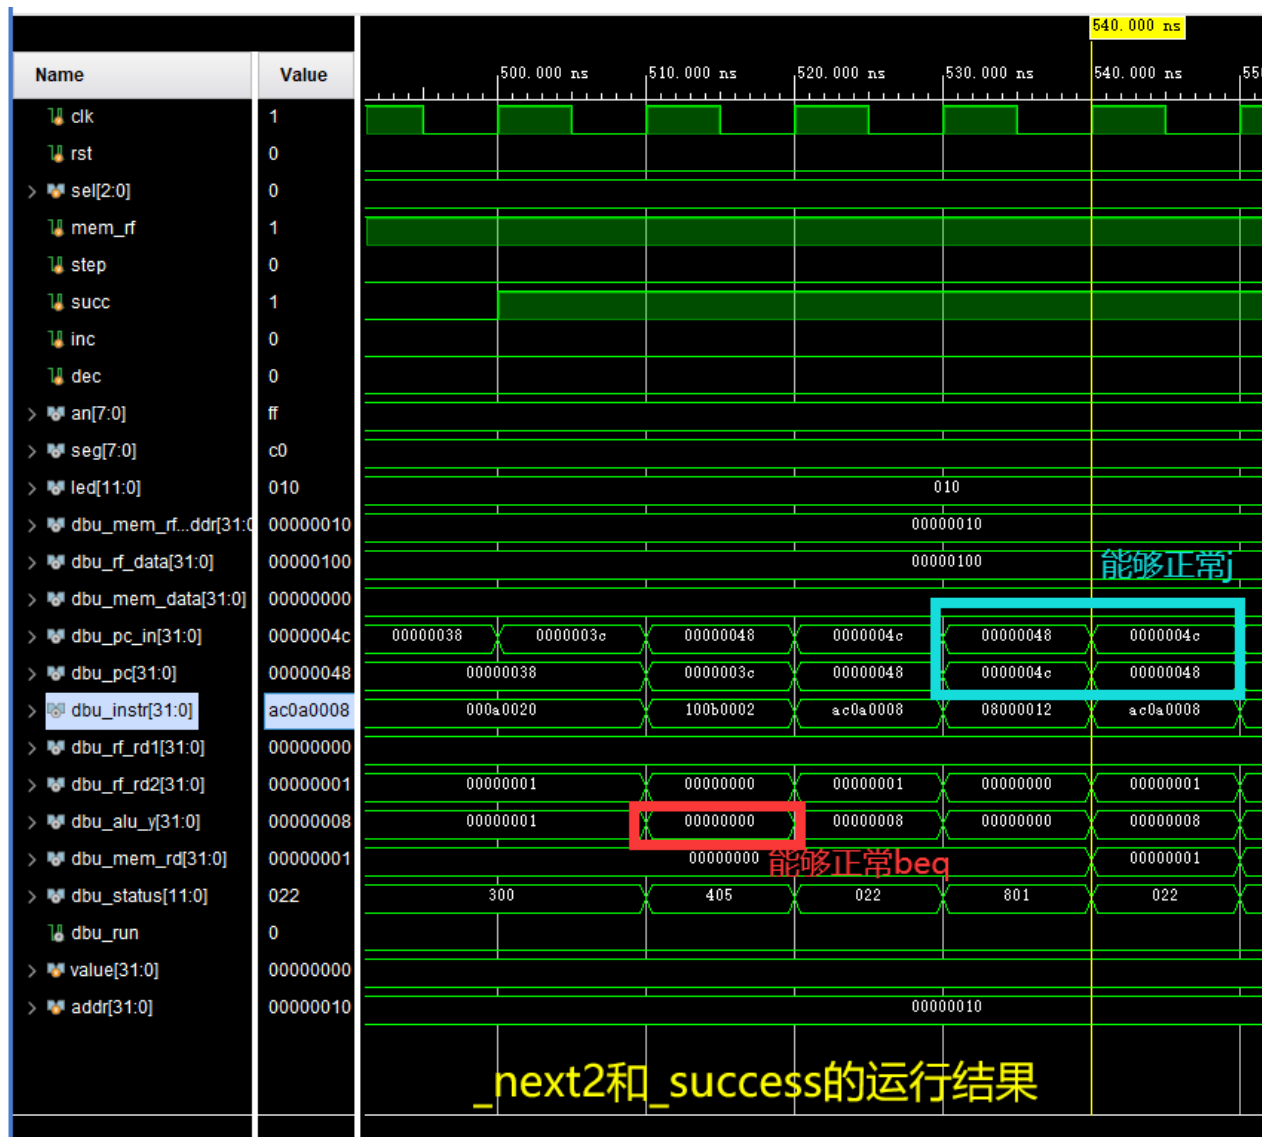 540.000 ns
Name Value
500.000 ns 510.000 ns 520.000 ns 530.000 ns 540.000 ns 55
clk 1
rst 0
sel[2:0] 0
mem_rf 1
step 0
succ 1
inc 0
dec 0
an[7:0] ff
seg[7:0] c0
led[11:0] 010 010
dbu_mem_rf...ddr[31:0 00000010 00000010
dbu_rf_data[31:0] 00000100 00000100
能够正常j
dbu_mem_data[31:0] 00000000
dbu_pc_in[31:0] 0000004c 00000038 0000003c 00000048 0000004c 00000048 0000004c
dbu_pc[31:0] 00000048 00000038 0000003c 00000048 0000004c 00000048
dbu_instr[31:0] ac0a0008 000a0020 100b0002 ac0a0008 08000012 ac0a0008
dbu_rf_rd1[31:0] 00000000
dbu_rf_rd2[31:0] 00000001 00000001 00000000 00000001 00000000 00000001
dbu_alu_y[31:0] 00000008 00000001 00000000 00000008 00000000 00000008
dbu_mem_rd[31:0] 00000001 00000000 00000001
能够正常beq
dbu_status[11:0] 022 300 405 022 801 022
dbu_run 0
value[31:0] 00000000
addr[31:0] 00000010 00000010
_next2和_success的运行结果